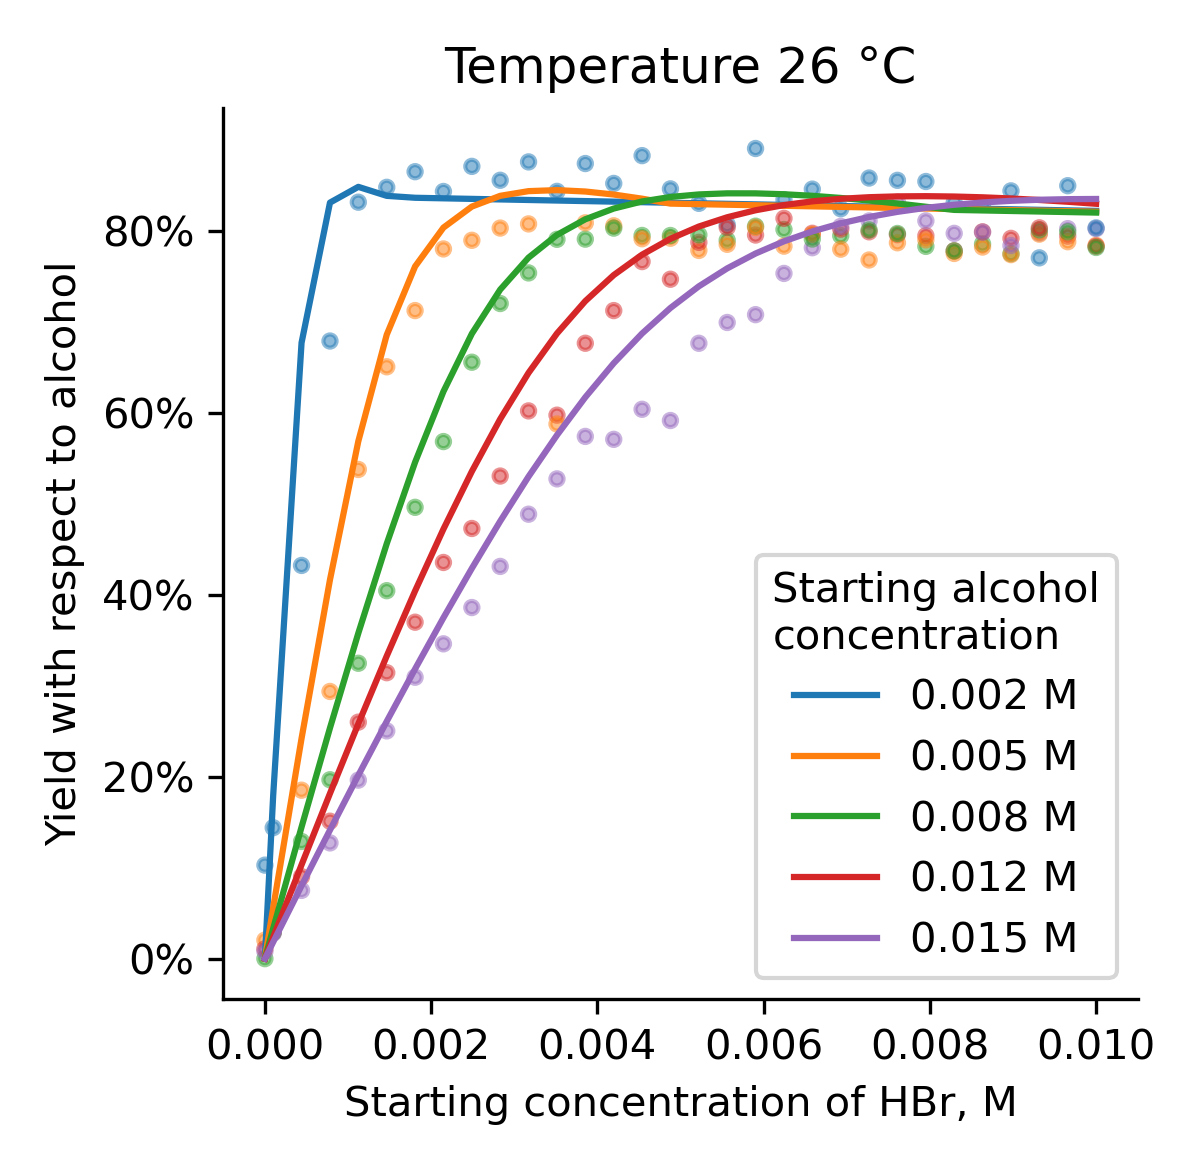 Temperature 26 °C
Yield with respect to alcohol
80%
60%
40%
20%
0%
Starting alcohol
concentration
0.002 M
0.005 M
0.008 M
0.012 M
0.015 M
0.000 0.002 0.004 0.006 0.008 0.010
Starting concentration of HBr, M